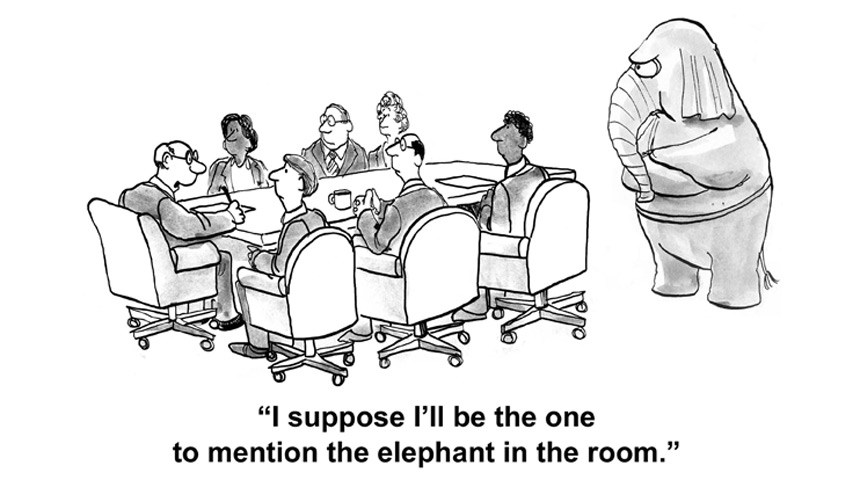 “I suppose I’ll be the one
to mention the elephant in the room.”